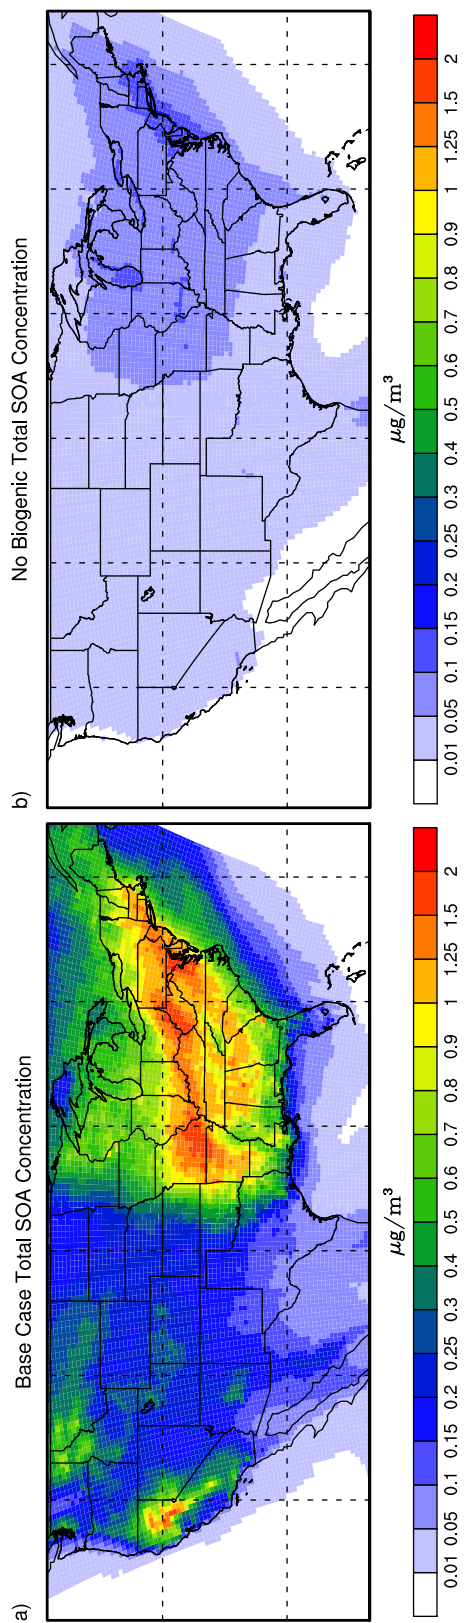 a)
Base Case Total SOA Concentration
0.01 0.05 0.1 0.15 0.2 0.25 0.3 0.4 0.5 0.6 0.7 0.8 0.9 1 1.25 1.5 2
μg/m³
b)
No Biogenic Total SOA Concentration
0.01 0.05 0.1 0.15 0.2 0.25 0.3 0.4 0.5 0.6 0.7 0.8 0.9 1 1.25 1.5 2
μg/m³